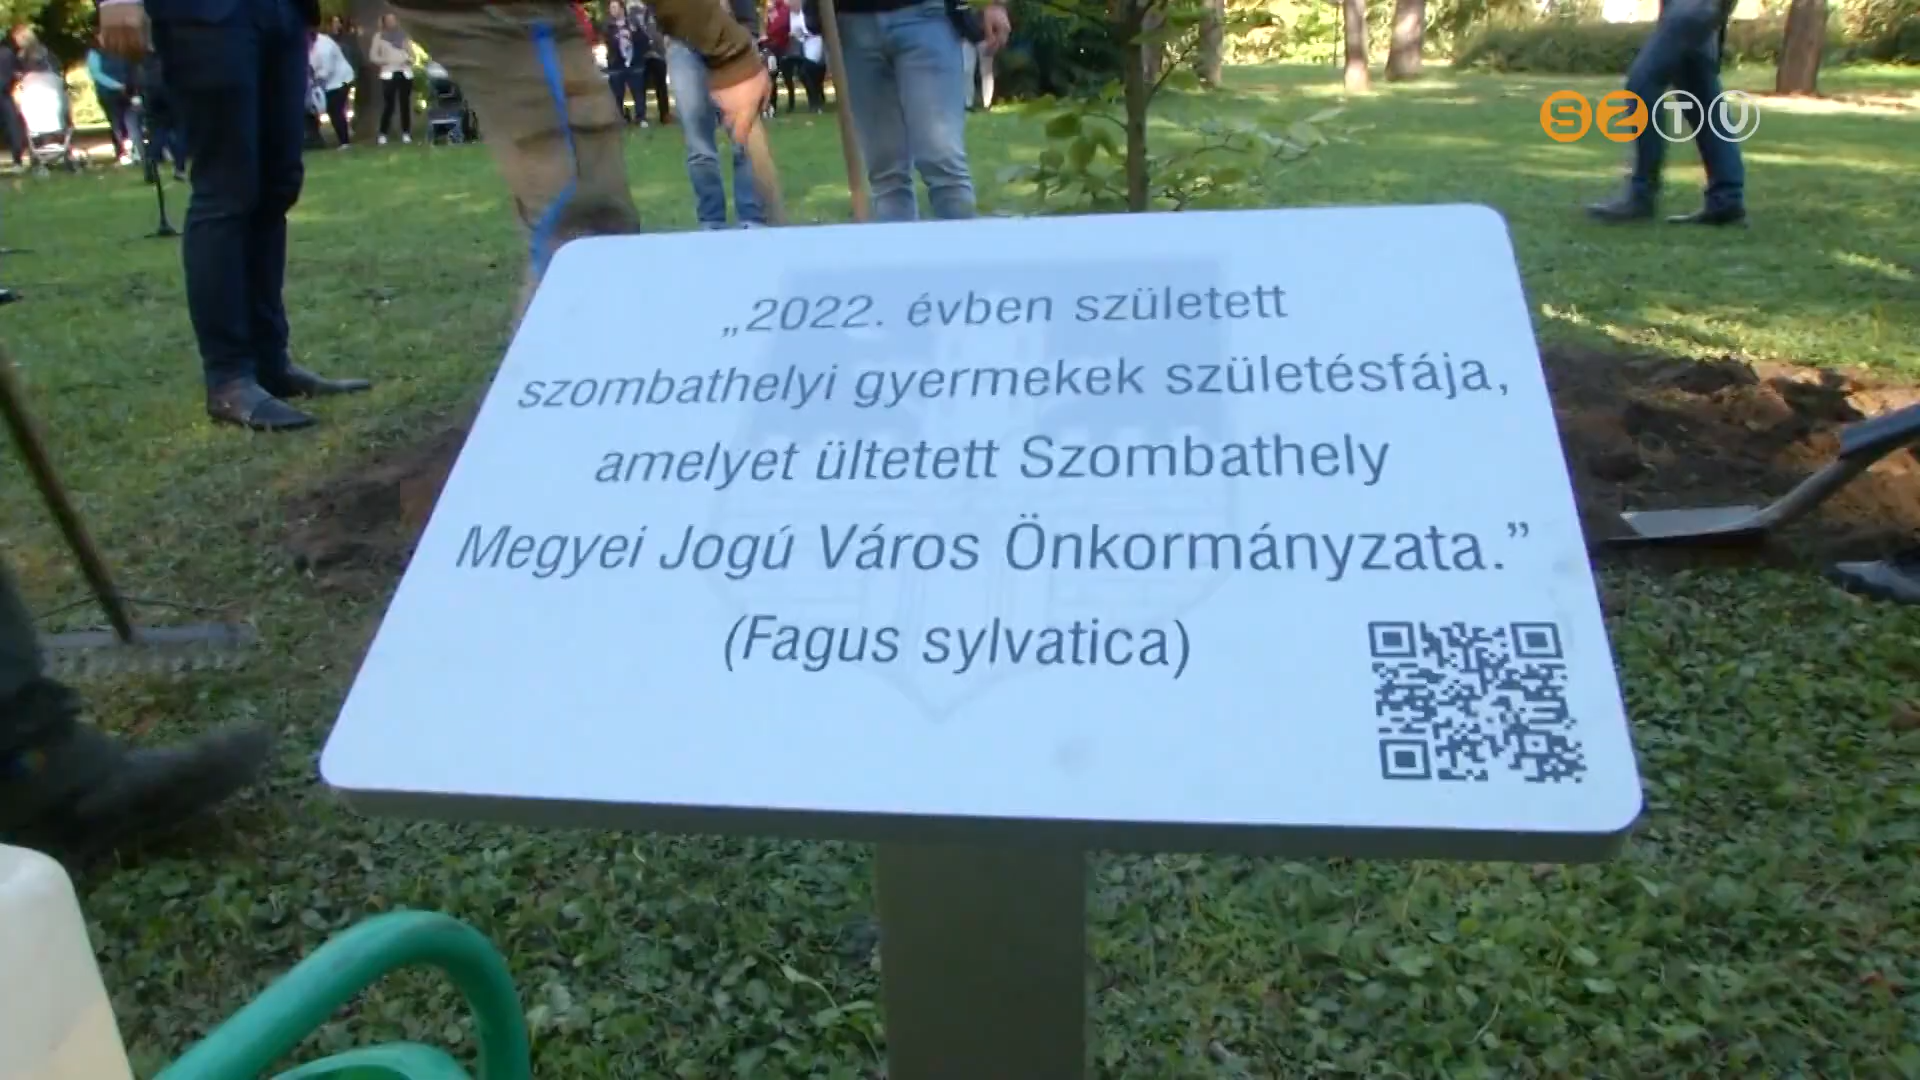 SZTV
„2022. évben született
szombathelyi gyermekek születésfája,
amelyet ültetett Szombathely
Megyei Jogú Város Önkormányzata.”
(Fagus sylvatica)